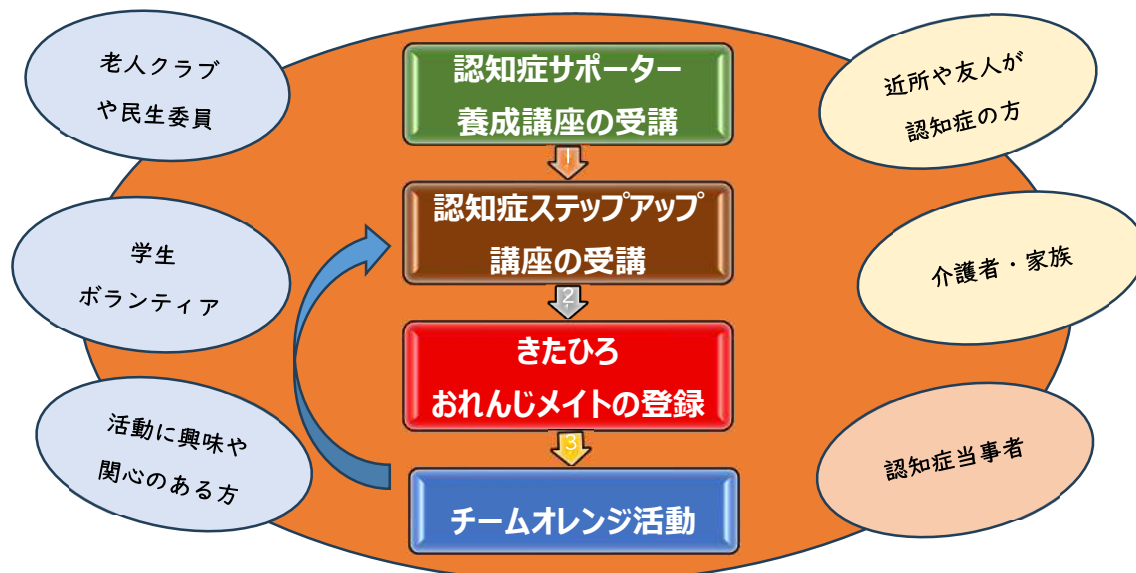 老人クラブ
や民生委員
学生
ボランティア
活動に興味や
関心のある方
認知症サポーター
養成講座の受講
1
認知症ステップアップ
講座の受講
2
きたひろ
おれんじメイトの登録
3
チームオレンジ活動
近所や友人が
認知症の方
介護者・家族
認知症当事者